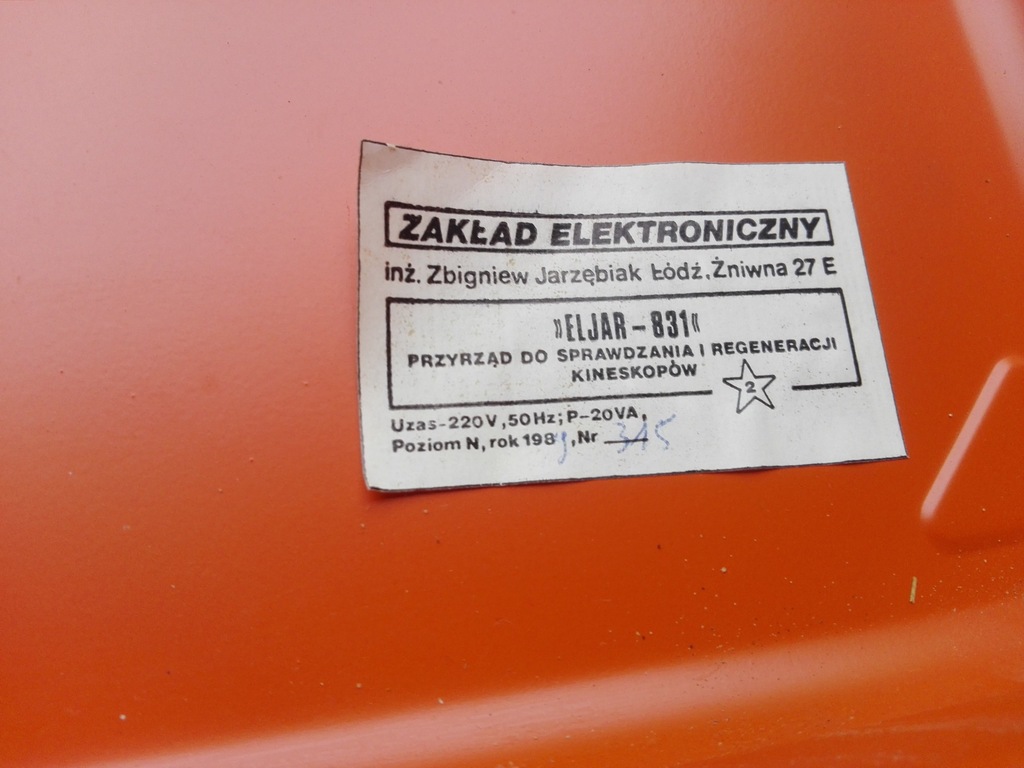 ZAKŁAD ELEKTRONICZNY
inż. Zbigniew Jarzębiak Łódź, Żniwna 27 E
»ELJAR-831«
PRZYRZĄD DO SPRAWDZANIA I REGENERACJI
KINESKOPÓW
2
Uzas-220V, 50Hz; P-20VA,
Poziom N, rok 1989, Nr 345